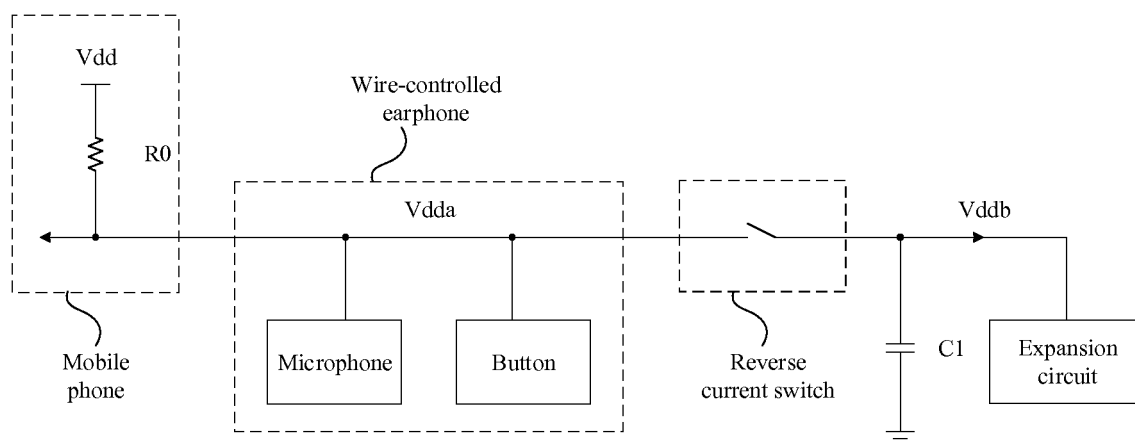 Vdd
R0
Wire-controlled
earphone
Vdda
Vddb
Microphone
Button
C1
Expansion
circuit
Mobile
phone
Reverse
current switch